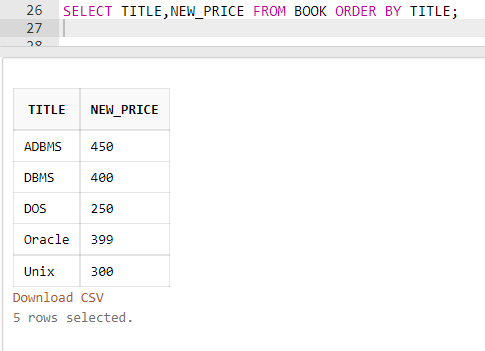 26 SELECT TITLE,NEW_PRICE FROM BOOK ORDER BY TITLE;
27
28
TITLE NEW_PRICE
ADBMS 450
DBMS 400
DOS 250
Oracle 399
Unix 300
Download CSV
5 rows selected.